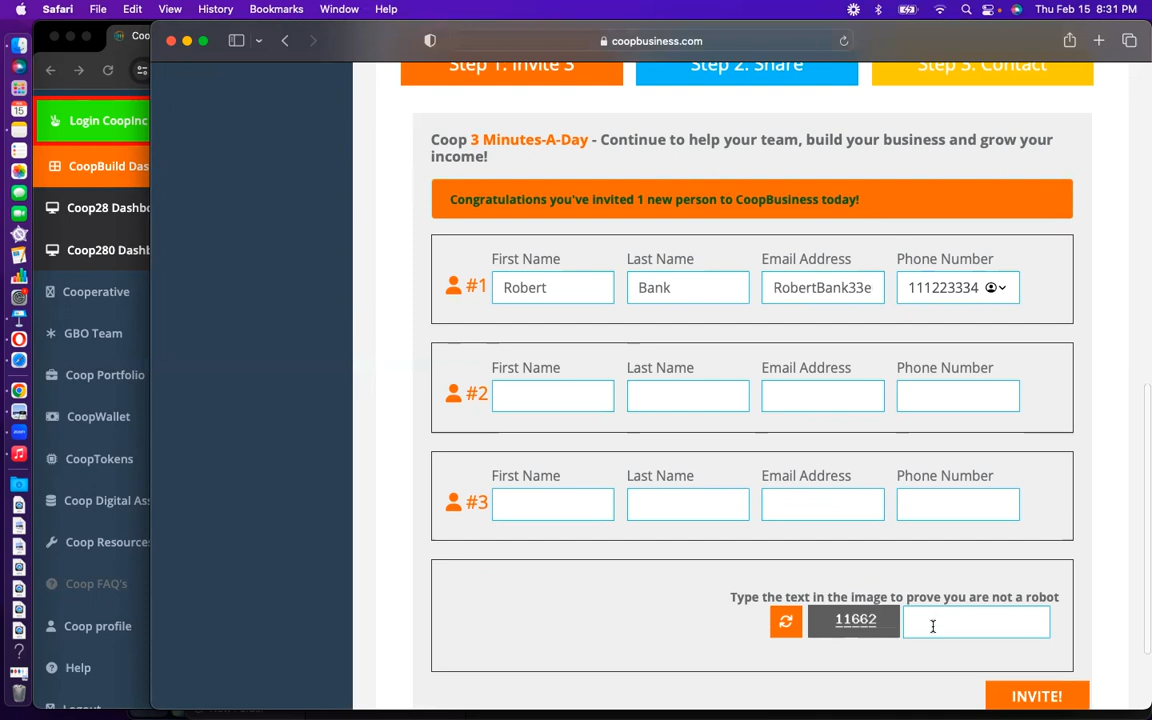 Safari File Edit View History Bookmarks Window Help Thu Feb 15 8:31 PM
Coo
coopbusiness.com
Step 1: Invite 3 Step 2: Share Step 3: Contact
Login CoopInc
CoopBuild Das
Coop28 Dashbo
Coop280 Dashb
Cooperative
GBO Team
Coop Portfolio
CoopWallet
CoopTokens
Coop Digital Ass
Coop Resources
Coop FAQ's
Coop profile
Help
Logout
Coop 3 Minutes-A-Day - Continue to help your team, build your business and grow your
income!
Congratulations you've invited 1 new person to CoopBusiness today!
First Name Last Name Email Address Phone Number
#1 Robert Bank RobertBank33e 111223334
First Name Last Name Email Address Phone Number
#2
First Name Last Name Email Address Phone Number
#3
Type the text in the image to prove you are not a robot
11662
INVITE!